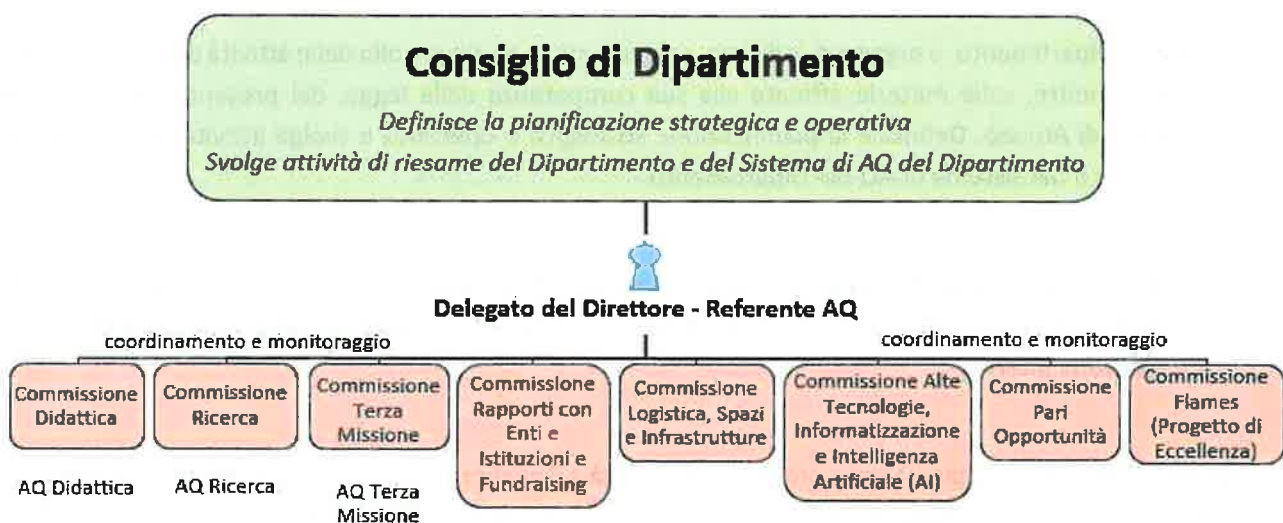 Consiglio di Dipartimento
Definisce la pianificazione strategica e operativa
Svolge attività di riesame del Dipartimento e del Sistema di AQ del Dipartimento
Delegato del Direttore - Referente AQ
coordinamento e monitoraggio
coordinamento e monitoraggio
Commissione
Didattica
AQ Didattica
Commissione
Ricerca
AQ Ricerca
Commissione
Terza
Missione
AQ Terza
Missione
Commissione
Rapporti con
Enti e
Istituzioni e
Fundraising
Commissione
Logistica, Spazi
e Infrastrutture
Commissione Alte
Tecnologie,
Informatizzazione
e Intelligenza
Artificiale (AI)
Commissione
Pari
Opportunità
Commissione
Flames
(Progetto di
Eccellenza)